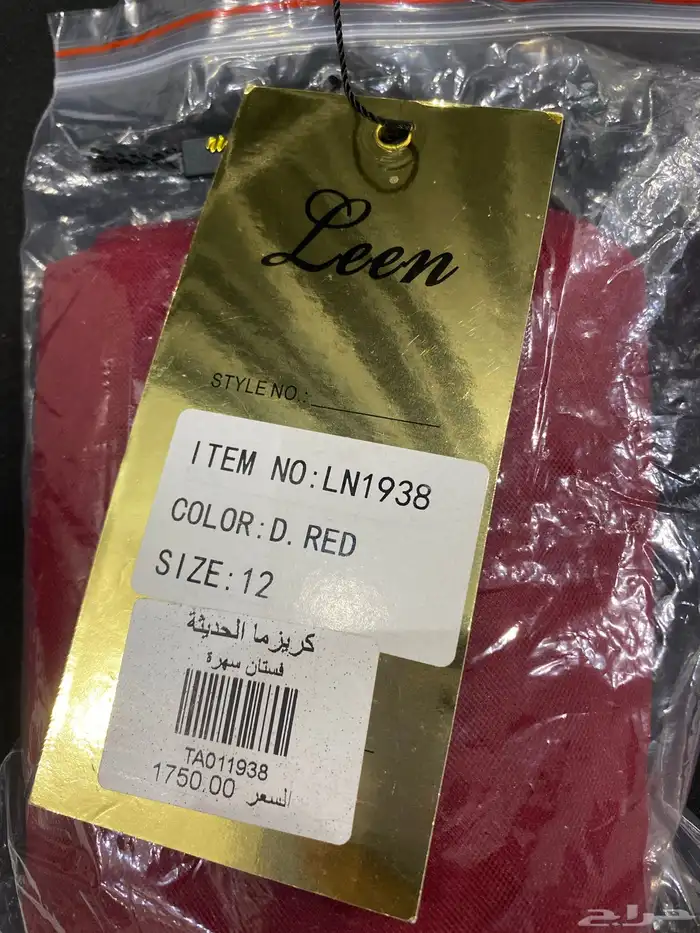 Leen
STYLE NO.:
ITEM NO:LN1938
COLOR:D. RED
SIZE:12
كريزما الحديثة
فستان سهرة
TA011938
السعر 1750.00
حراج